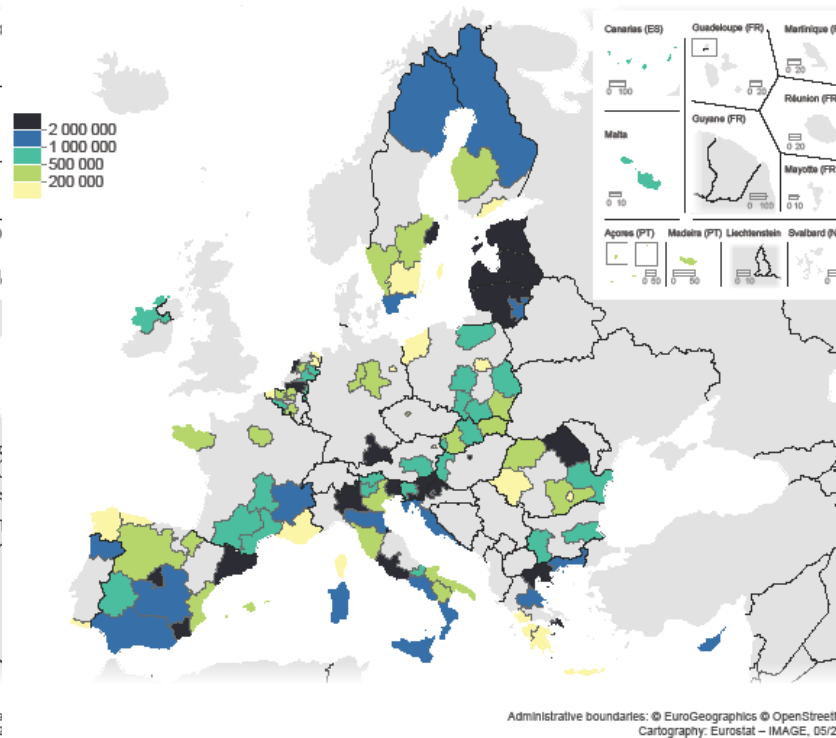 2 000 000
1 000 000
500 000
200 000
Canarias (ES)
0 100
Guadeloupe (FR)
0 20
Martinique (F
0 20
Réunion (FR
0 20
Malta
0 10
Guyane (FR)
0 100
Mayotte (FR
0 10
Açores (PT)
0 50
Madeira (PT)
0 50
Liechtenstein
0 10
Svalbard (N
0
Administrative boundaries: © EuroGeographics © OpenStreet
Cartography: Eurostat – IMAGE, 05/2